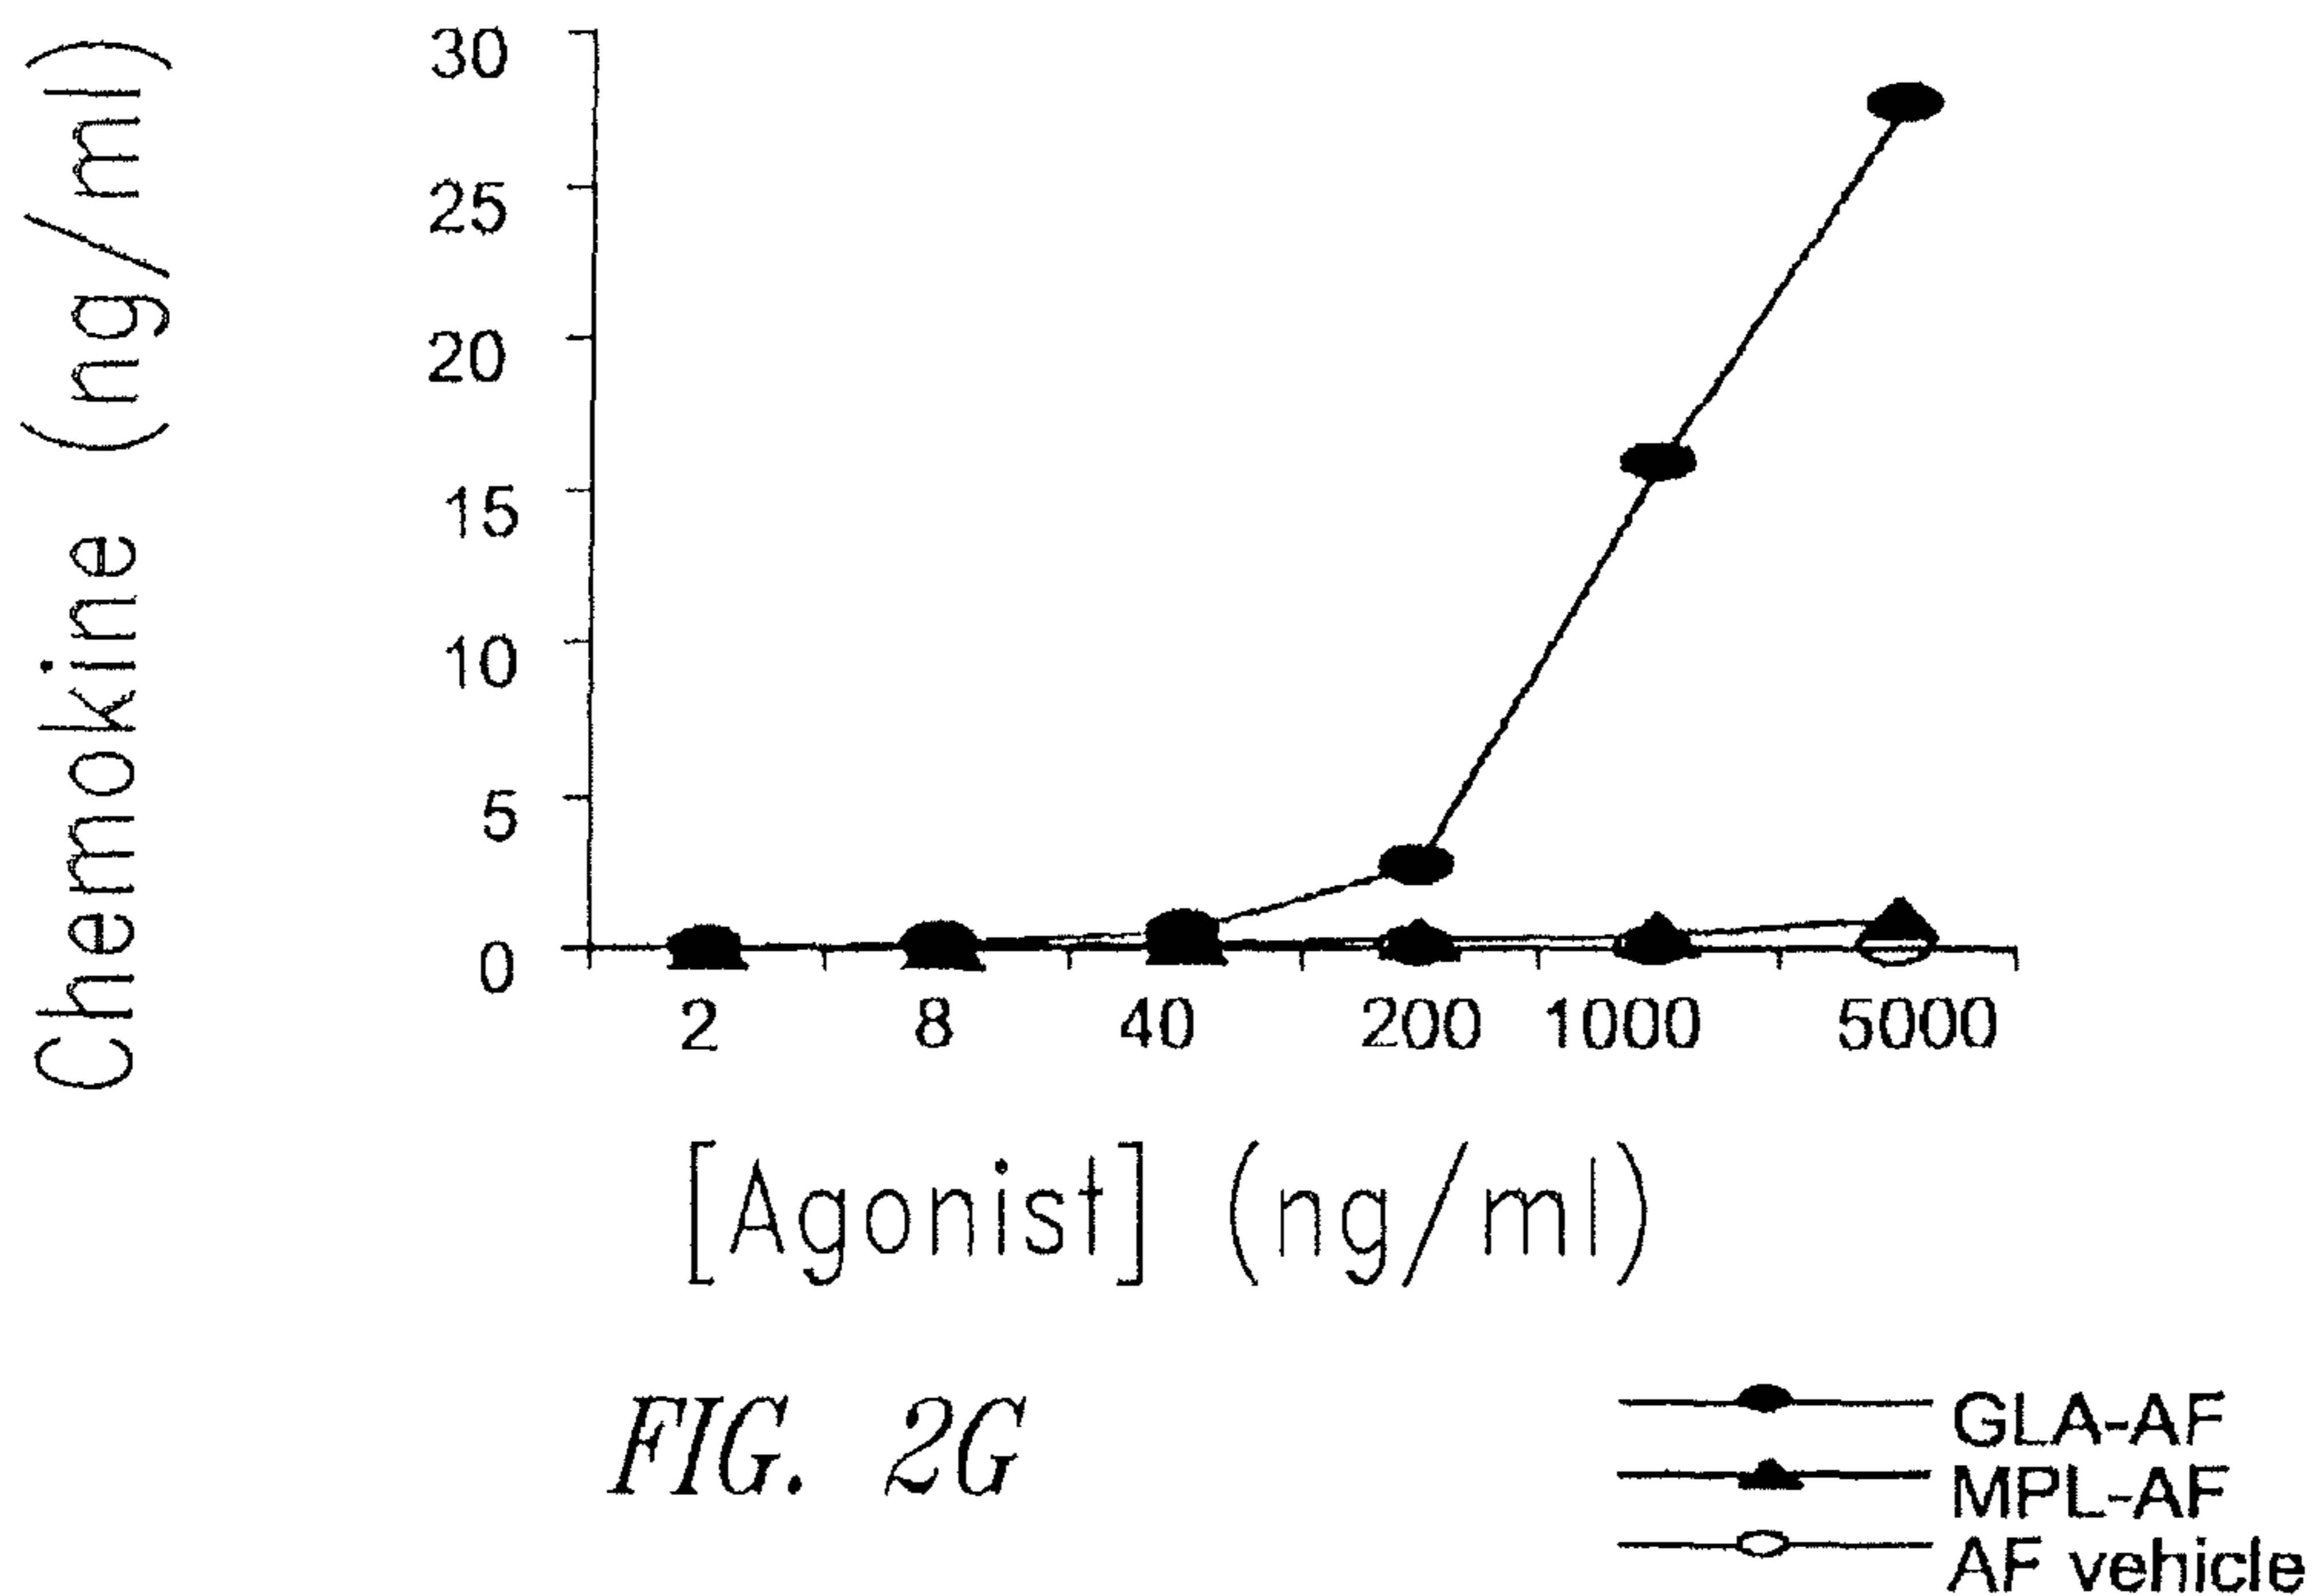 Chemokine (ng/ml)
30
25
20
15
10
5
0
2 8 40 200 1000 5000
[Agonist] (ng/ml)
FIG. 2G
GLA-AF
MPL-AF
AF vehicle